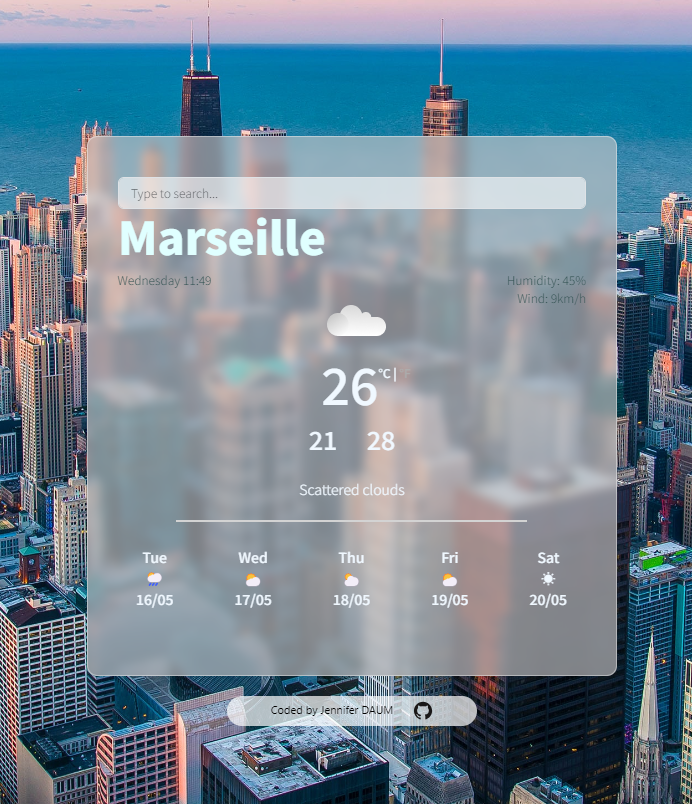 Type to search...
Marseille
Wednesday 11:49
Humidity: 45%
Wind: 9km/h
26°C | °F
21 28
Scattered clouds
Tue Wed Thu Fri Sat
16/05 17/05 18/05 19/05 20/05
Coded by Jennifer DAUM